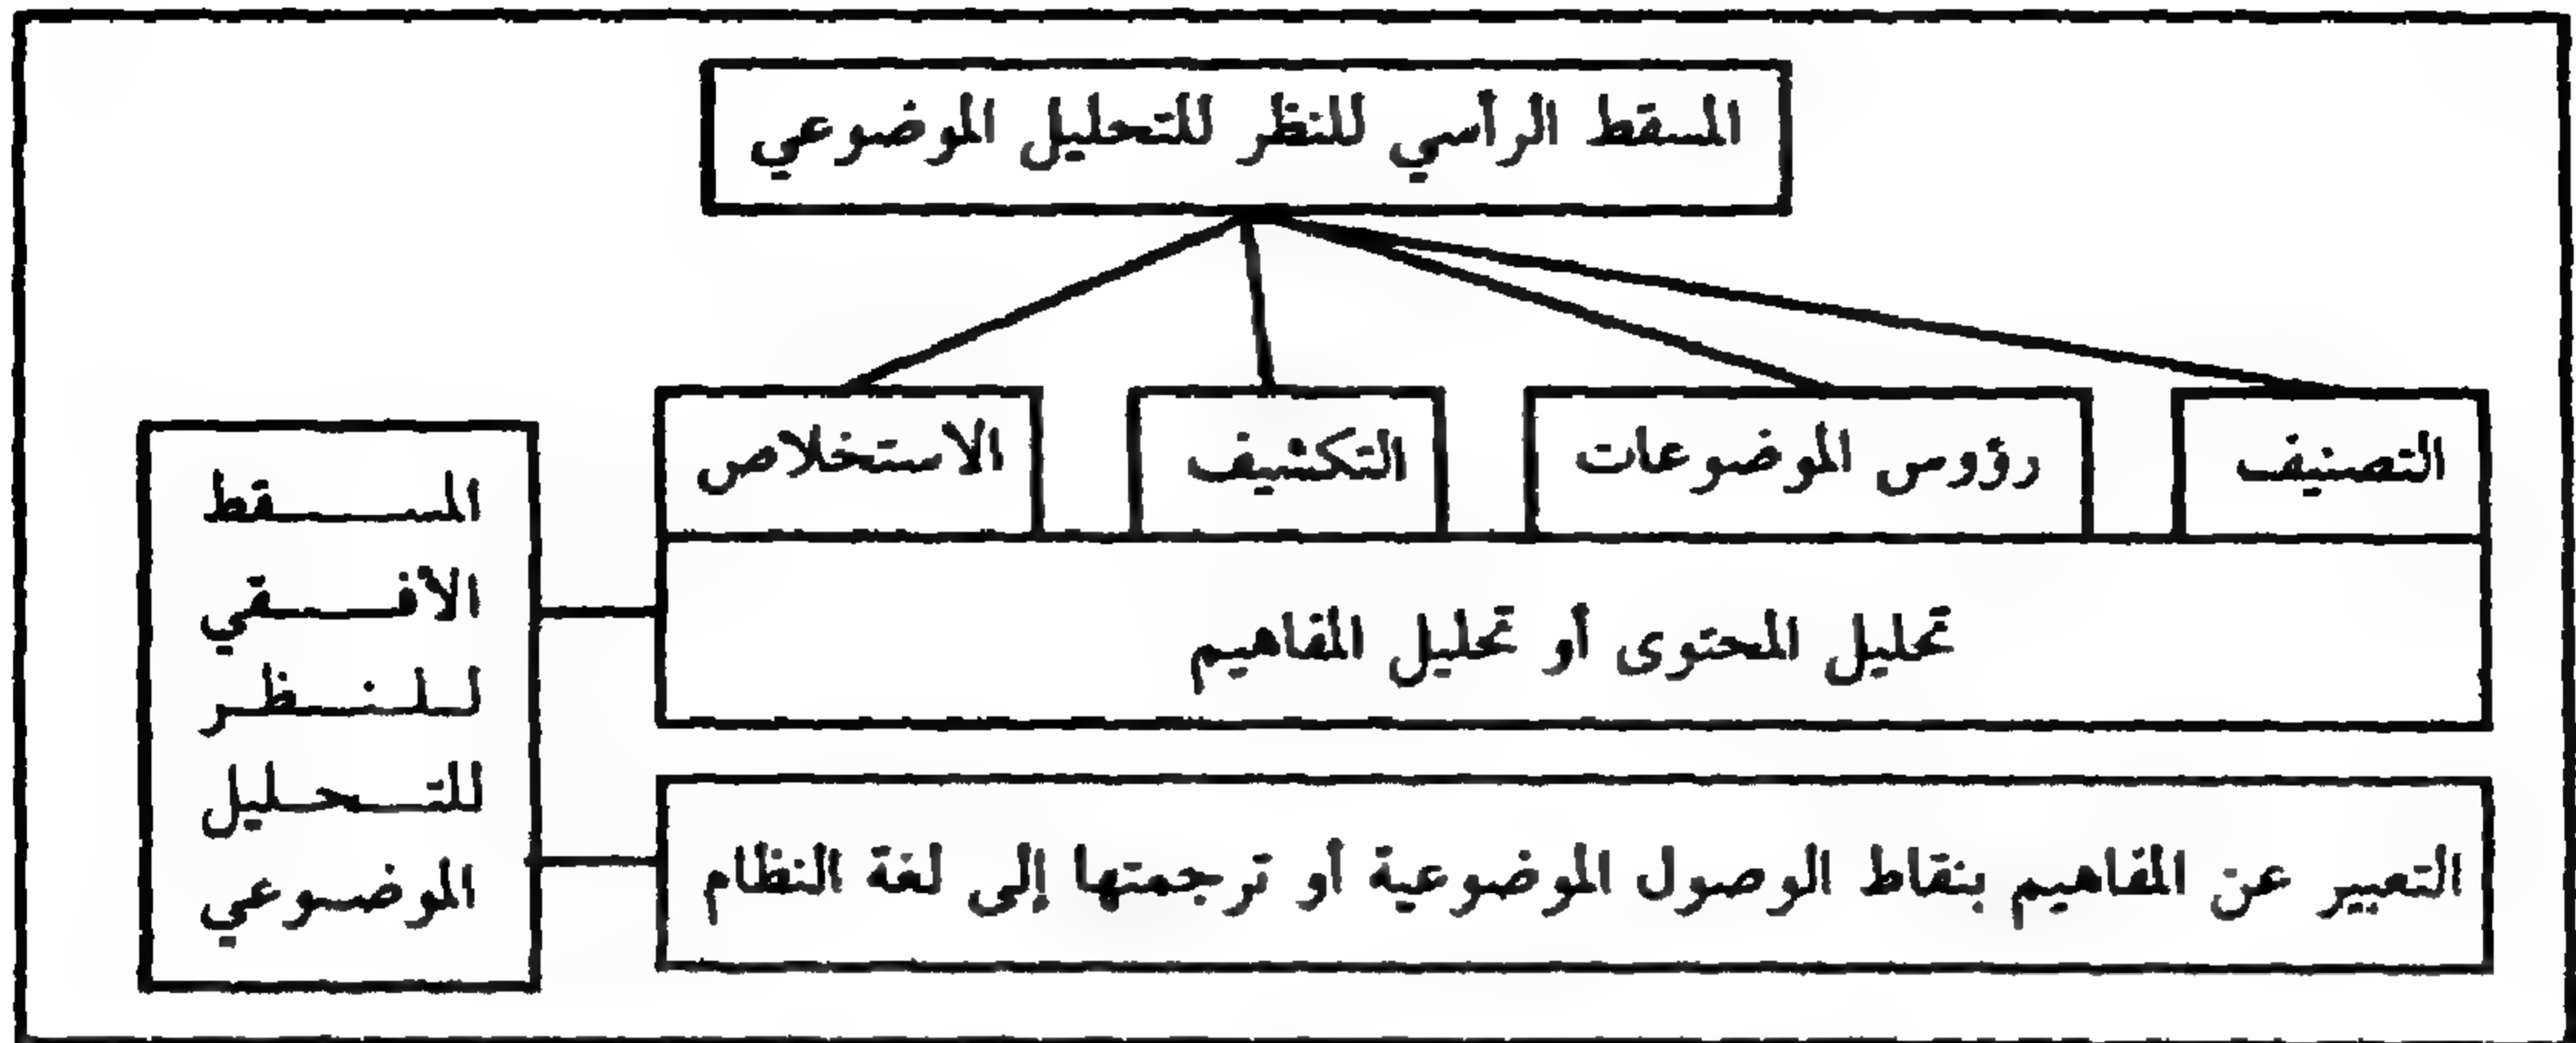 المسقط الرأسي للنظر للتحليل الموضوعي
التصنيف
رؤوس الموضوعات
التكشيف
الاستخلاص
تحليل المحتوى أو تحليل المفاهيم
التعبير عن المفاهيم بنقاط الوصول الموضوعية أو ترجمتها إلى لغة النظام
المسقط
الأفقي
للنظر
للتحليل
الموضوعي